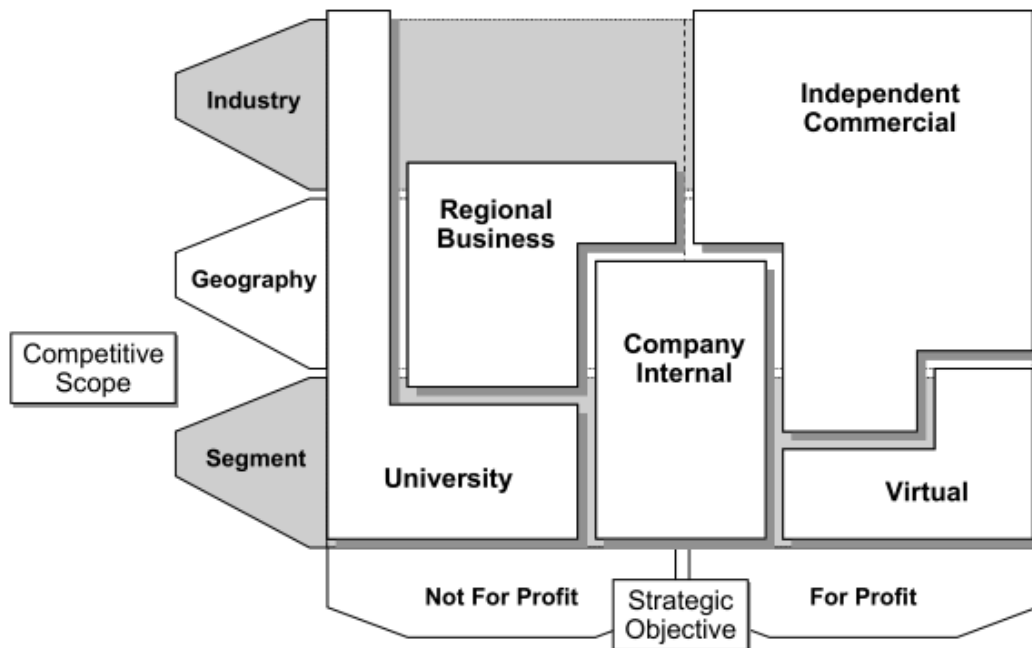 Industry
Independent
Commercial
Regional
Business
Geography
Competitive
Scope
Company
Internal
Segment
University
Virtual
Not For Profit
Strategic
Objective
For Profit